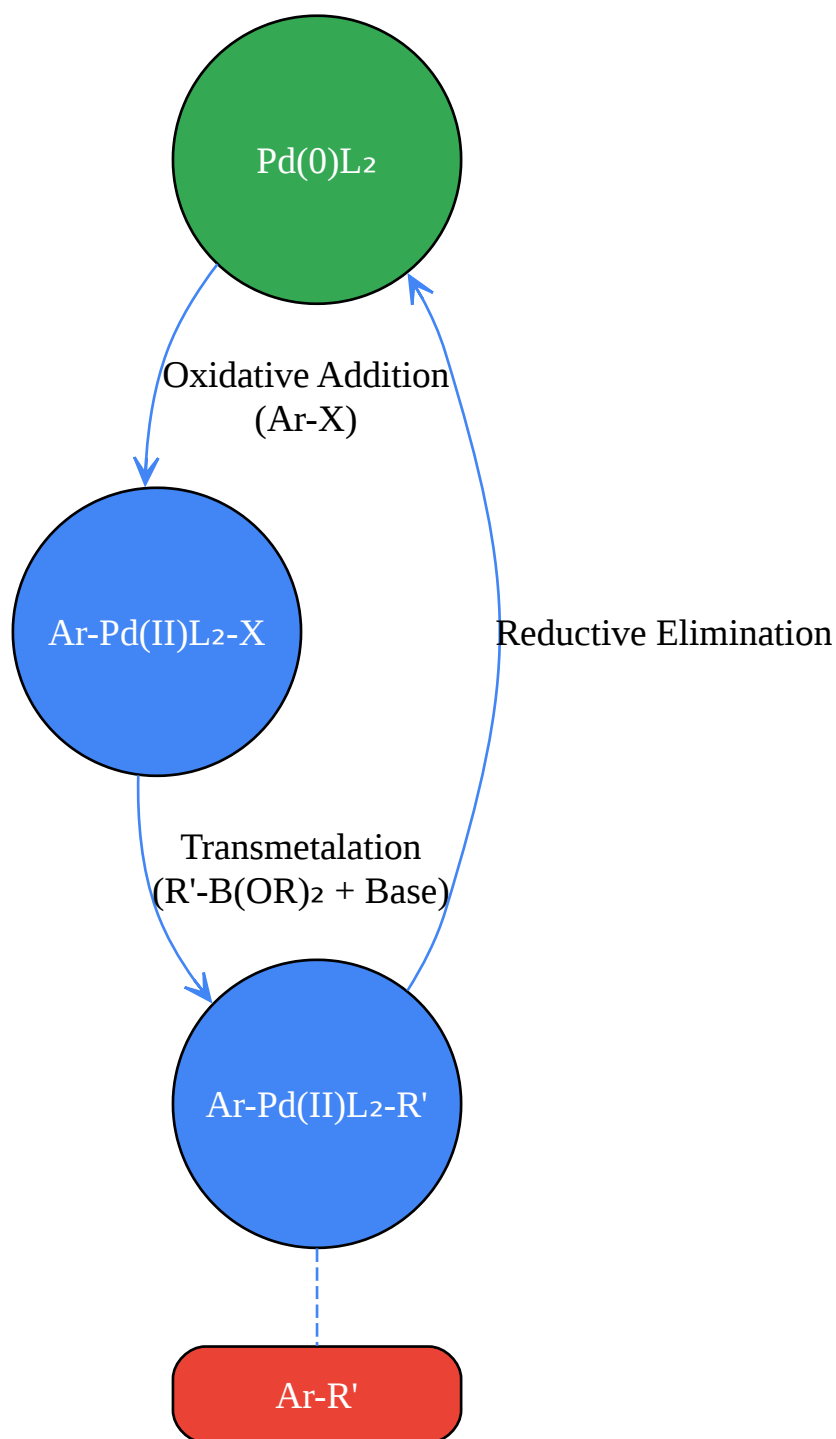 Pd(0)L₂
Oxidative Addition
(Ar-X)
Ar-Pd(II)L₂-X
Reductive Elimination
Transmetalation
(R'-B(OR)₂ + Base)
Ar-Pd(II)L₂-R'
Ar-R'